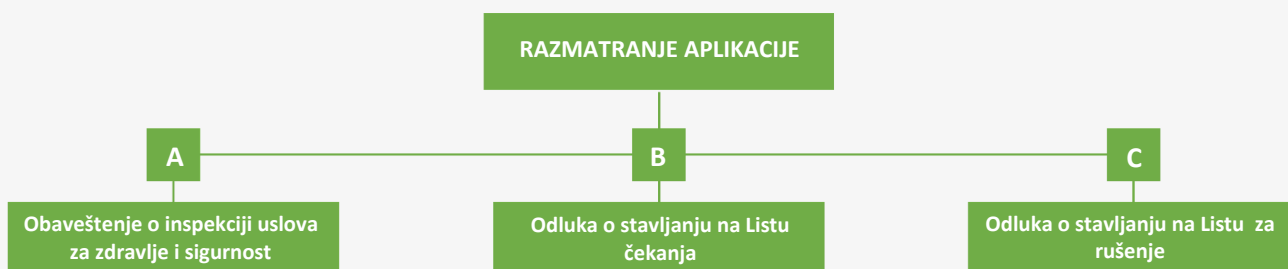 RAZMATRANJE APLIKACIJE
A
B
C
Obaveštenje o inspekciji uslova
za zdravlje i sigurnost
Odluka o stavljanju na Listu
čekanja
Odluka o stavljanju na Listu za
rušenje